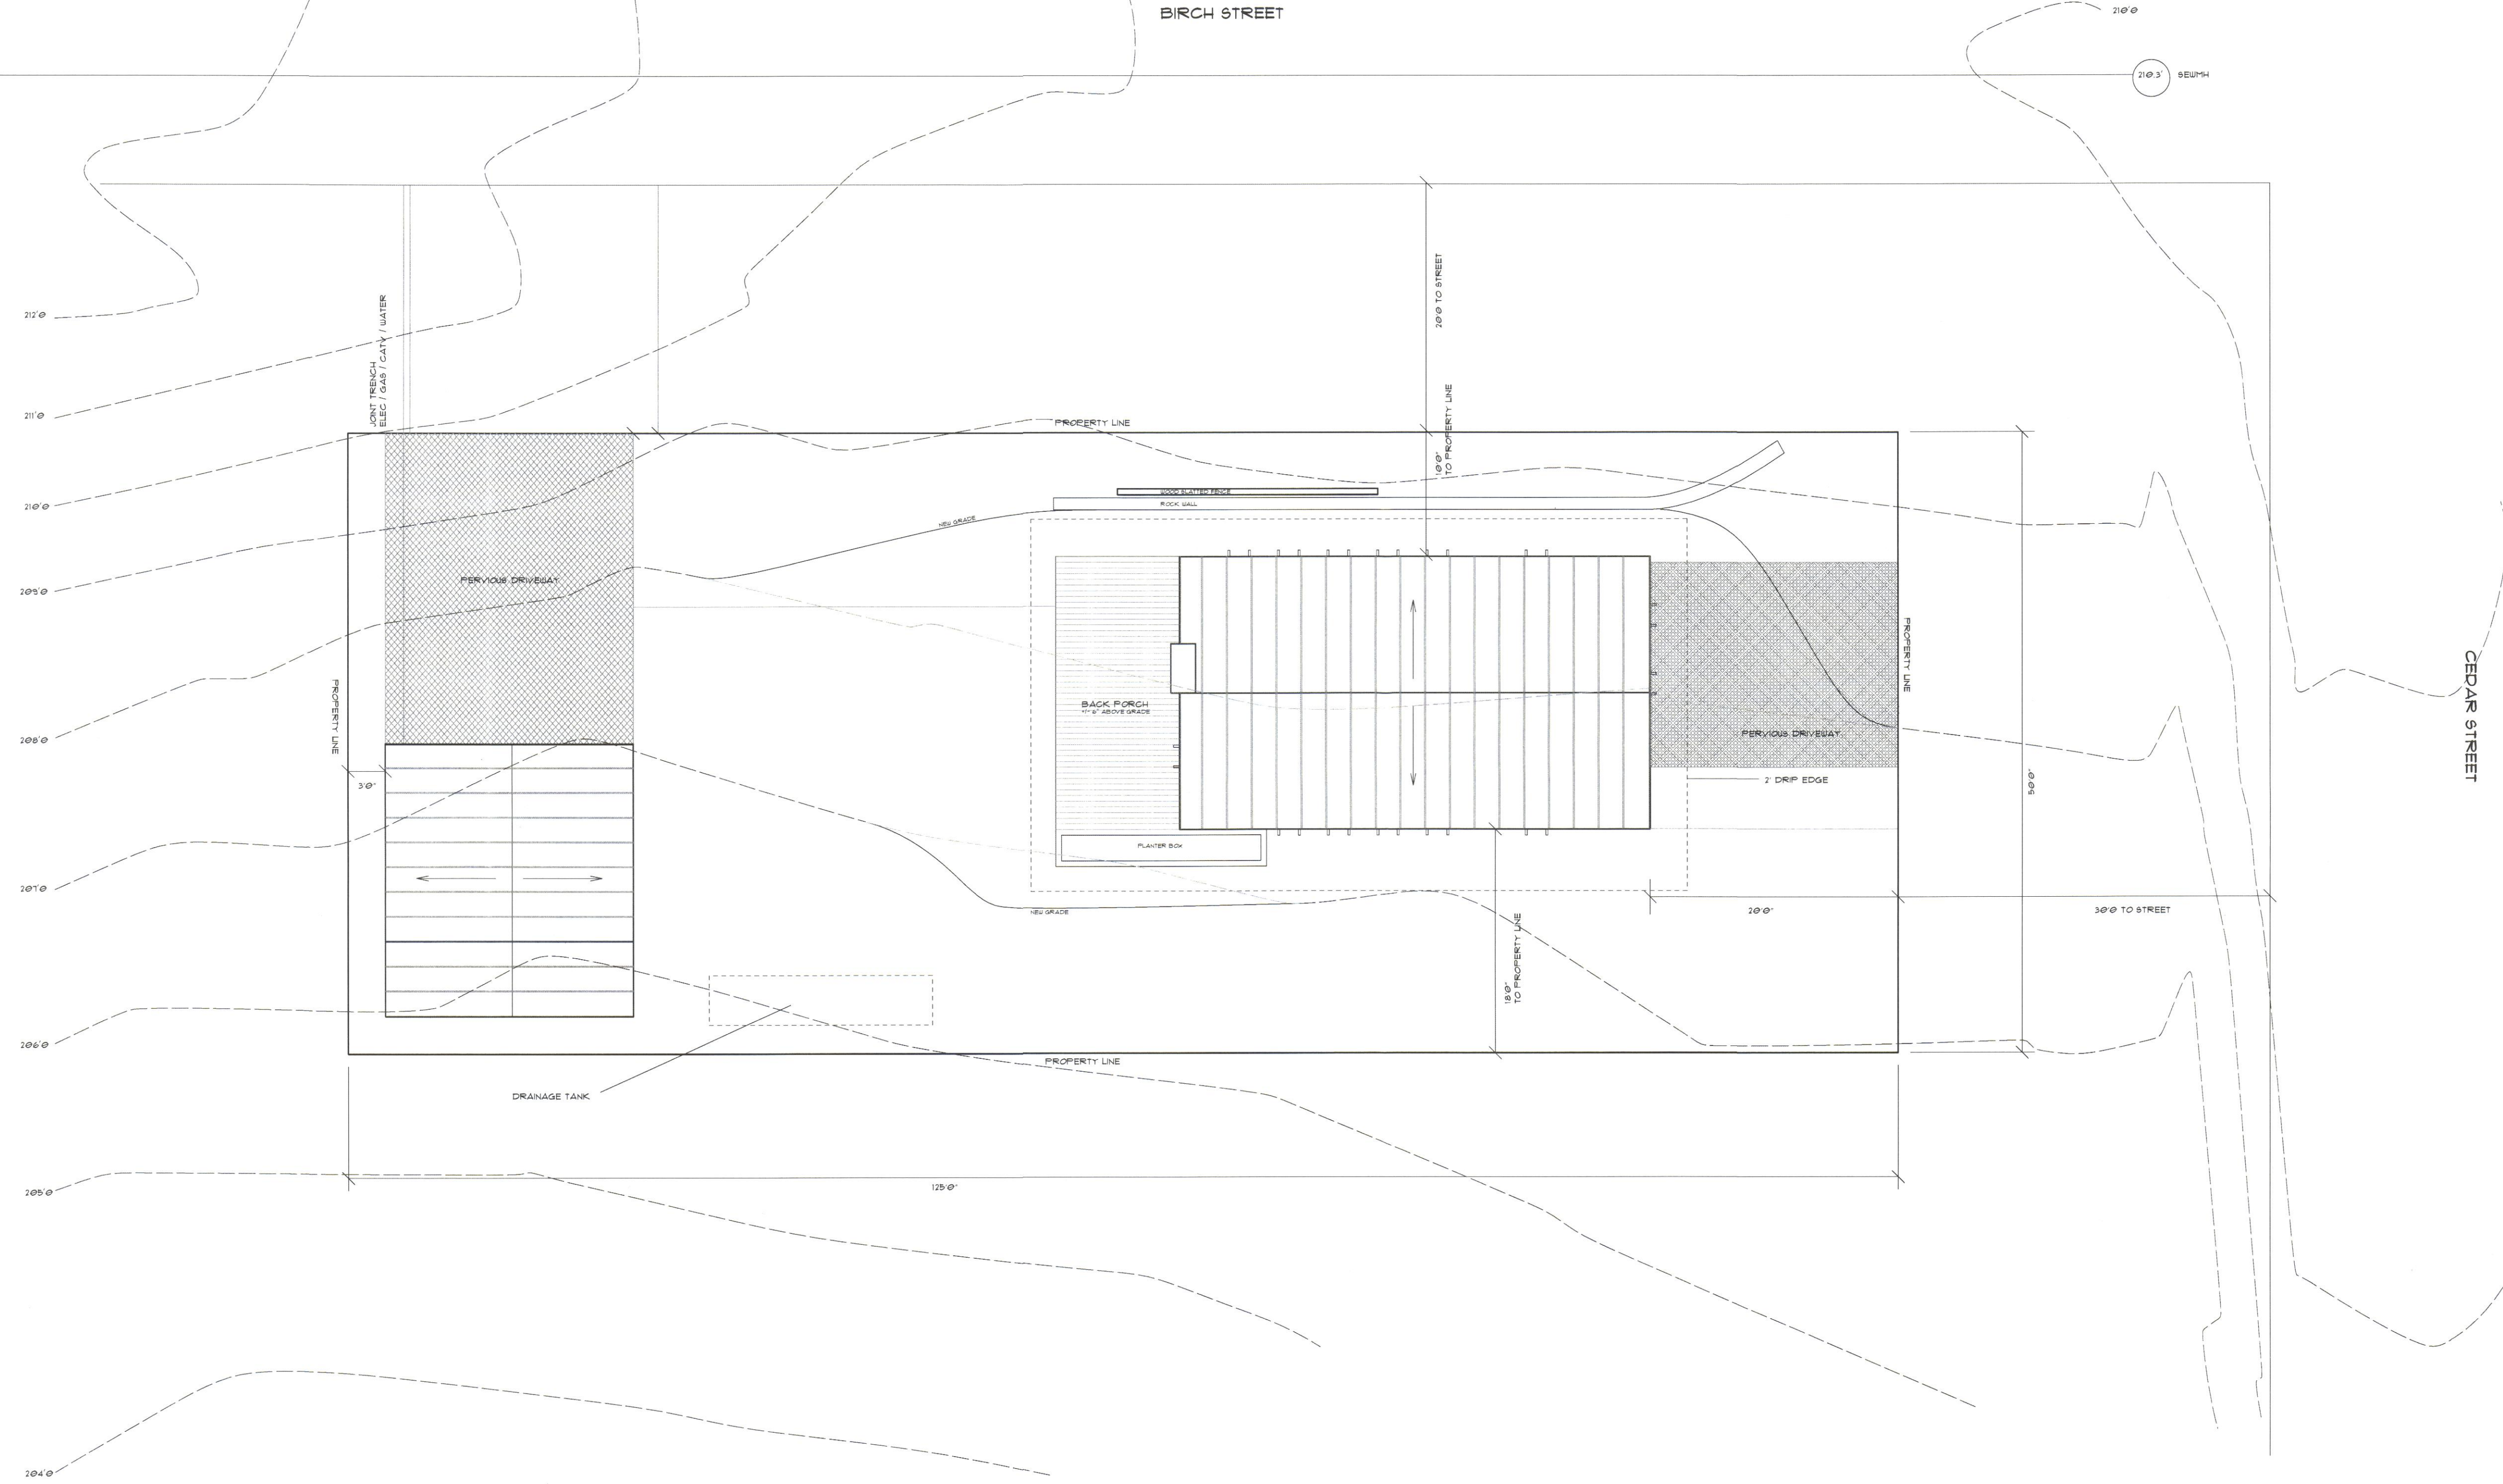 BIRCH STREET
210'0
210.3'
SEWMH
20'0 TO STREET
JOINT TRENCH
ELEC / GAS / CATV / WATER
212'0
211'0
210'0
209'0
208'0
207'0
206'0
205'0
204'0
PROPERTY LINE
10'0"
TO PROPERTY LINE
WOOD SLATTED FENCE
ROCK WALL
NEW GRADE
PERVIOUS DRIVEWAY
PROPERTY LINE
PROPERTY LINE
CEDAR STREET
BACK PORCH
+1'-6" ABOVE GRADE
PERVIOUS DRIVEWAY
3'0"
2' DRIP EDGE
50'0"
PLANTER BOX
NEW GRADE
20'0"
30'0 TO STREET
18'0"
TO PROPERTY LINE
PROPERTY LINE
DRAINAGE TANK
125'0"